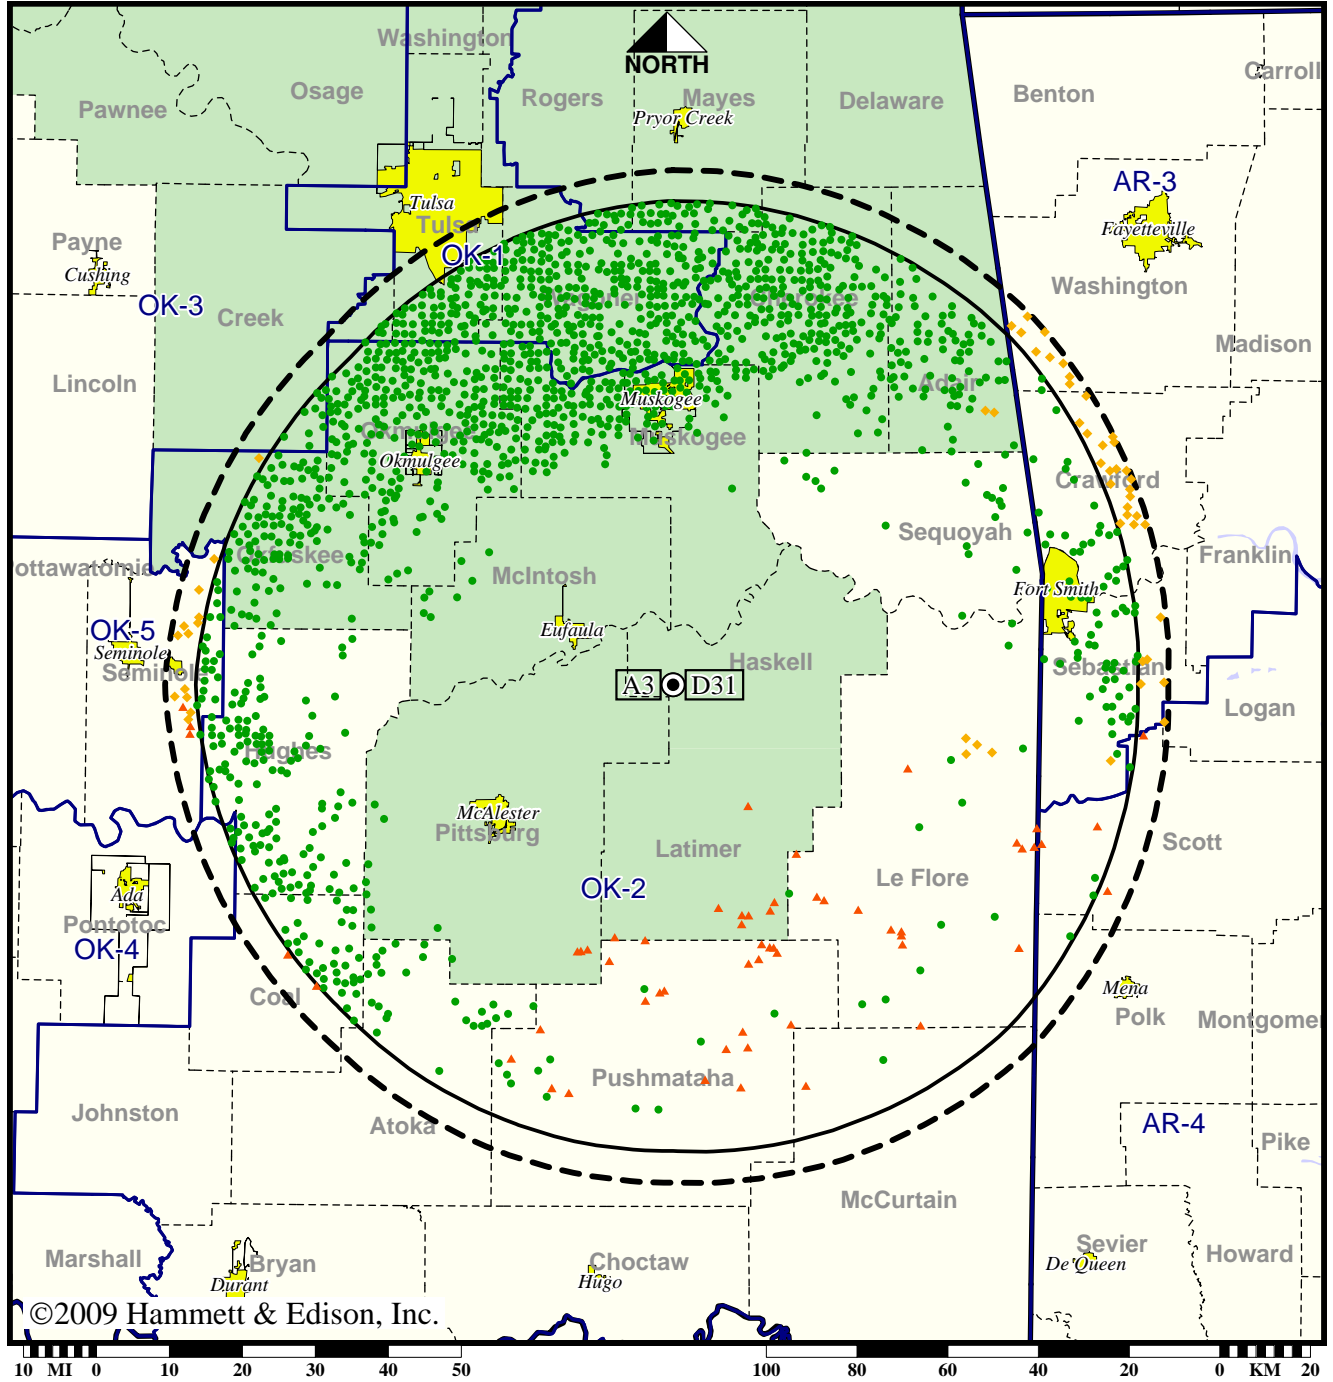 Washington
NORTH
Carroll
Osage
Rogers
Mayes
Delaware
Benton
Pawnee
Pryor Creek
AR-3
Tulsa
Tulsa
Fayetteville
Payne
OK-1
Cushing
Washington
OK-3
Creek
Wagoner
Cherokee
Madison
Lincoln
Adair
Muskogee
Okmulgee
Muskogee
Okmulgee
Crawford
Sequoyah
Okfuskee
Franklin
ottawatomie
McIntosh
Fort Smith
OK-5
Eufaula
Seminole
Seminole
Haskell
Sebastian
A3
D31
Logan
Hughes
McAlester
Pittsburg
Latimer
Scott
Le Flore
OK-2
Ada
Pontotoc
OK-4
Coal
Mena
Polk
Montgomer
Pushmataha
Johnston
Atoka
AR-4
Pike
McCurtain
Marshall
Bryan
Choctaw
Sevier
Howard
Durant
Hugo
De Queen
©2009 Hammett & Edison, Inc.
10 MI 0 10 20 30 40 50 100 80 60 40 20 0 KM 20